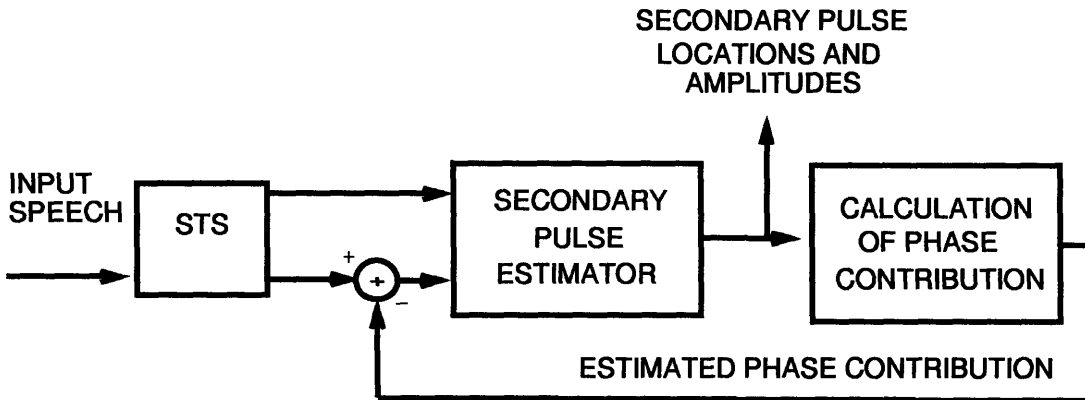 SECONDARY PULSE
LOCATIONS AND
AMPLITUDES
INPUT
SPEECH
STS
+
+
−
SECONDARY
PULSE
ESTIMATOR
CALCULATION
OF PHASE
CONTRIBUTION
ESTIMATED PHASE CONTRIBUTION